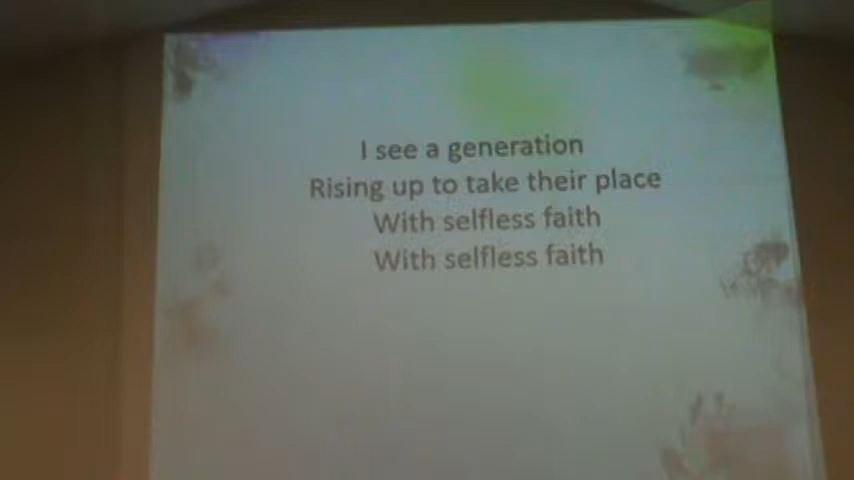 I see a generation
Rising up to take their place
With selfless faith
With selfless faith